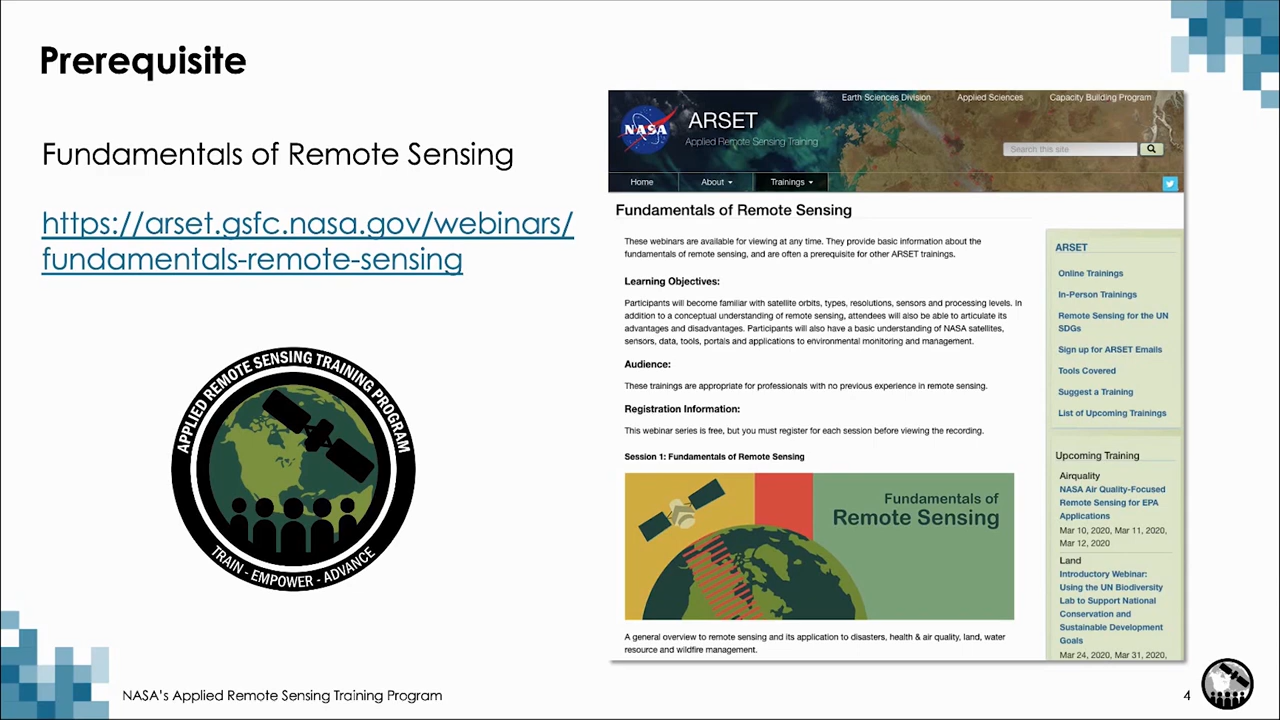 Prerequisite
Fundamentals of Remote Sensing
https://arset.gsfc.nasa.gov/webinars/
fundamentals-remote-sensing
APPLIED REMOTE SENSING TRAINING PROGRAM
TRAIN - EMPOWER - ADVANCE
Earth Sciences Division
Applied Sciences
Capacity Building Program
NASA
ARSET
Applied Remote Sensing Training
Search this site
Home
About
Trainings
Fundamentals of Remote Sensing
These webinars are available for viewing at any time. They provide basic information about the
fundamentals of remote sensing, and are often a prerequisite for other ARSET trainings.
Learning Objectives:
Participants will become familiar with satellite orbits, types, resolutions, sensors and processing levels. In
addition to a conceptual understanding of remote sensing, attendees will also be able to articulate its
advantages and disadvantages. Participants will also have a basic understanding of NASA satellites,
sensors, data, tools, portals and applications to environmental monitoring and management.
Audience:
These trainings are appropriate for professionals with no previous experience in remote sensing.
Registration Information:
This webinar series is free, but you must register for each session before viewing the recording.
Session 1: Fundamentals of Remote Sensing
Fundamentals of
Remote Sensing
A general overview to remote sensing and its application to disasters, health & air quality, land, water
resource and wildfire management.
ARSET
Online Trainings
In-Person Trainings
Remote Sensing for the UN
SDGs
Sign up for ARSET Emails
Tools Covered
Suggest a Training
List of Upcoming Trainings
Upcoming Training
Airquality
NASA Air Quality-Focused
Remote Sensing for EPA
Applications
Mar 10, 2020, Mar 11, 2020,
Mar 12, 2020
Land
Introductory Webinar:
Using the UN Biodiversity
Lab to Support National
Conservation and
Sustainable Development
Goals
Mar 24, 2020, Mar 31, 2020,
NASA's Applied Remote Sensing Training Program
4